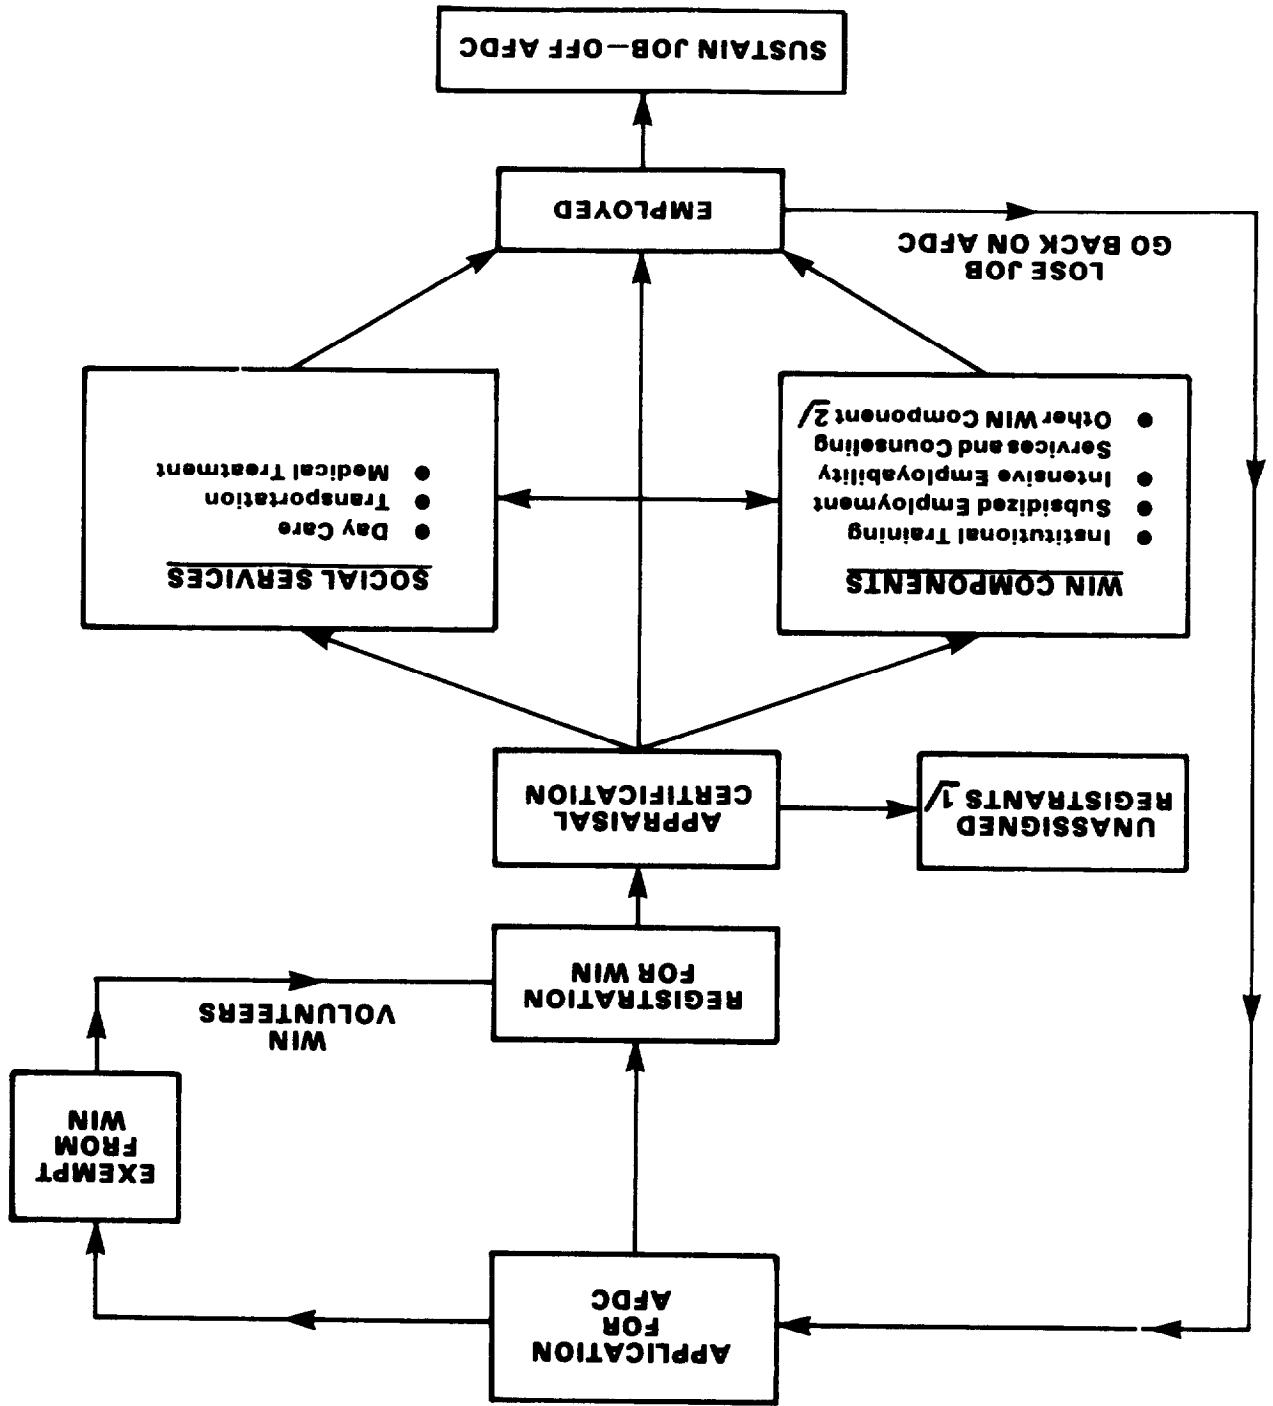 APPLICATION
FOR
AFDC
EXEMPT
FROM
WIN
WIN
VOLUNTEERS
REGISTRATION
FOR WIN
UNASSIGNED
REGISTRANTS 1/
APPRAISAL
CERTIFICATION
WIN COMPONENTS
● Institutional Training
● Subsidized Employment
● Intensive Employability
Services and Counseling
● Other WIN Component 2/
SOCIAL SERVICES
● Day Care
● Transportation
● Medical Treatment
LOSE JOB
GO BACK ON AFDC
EMPLOYED
SUSTAIN JOB—OFF AFDC